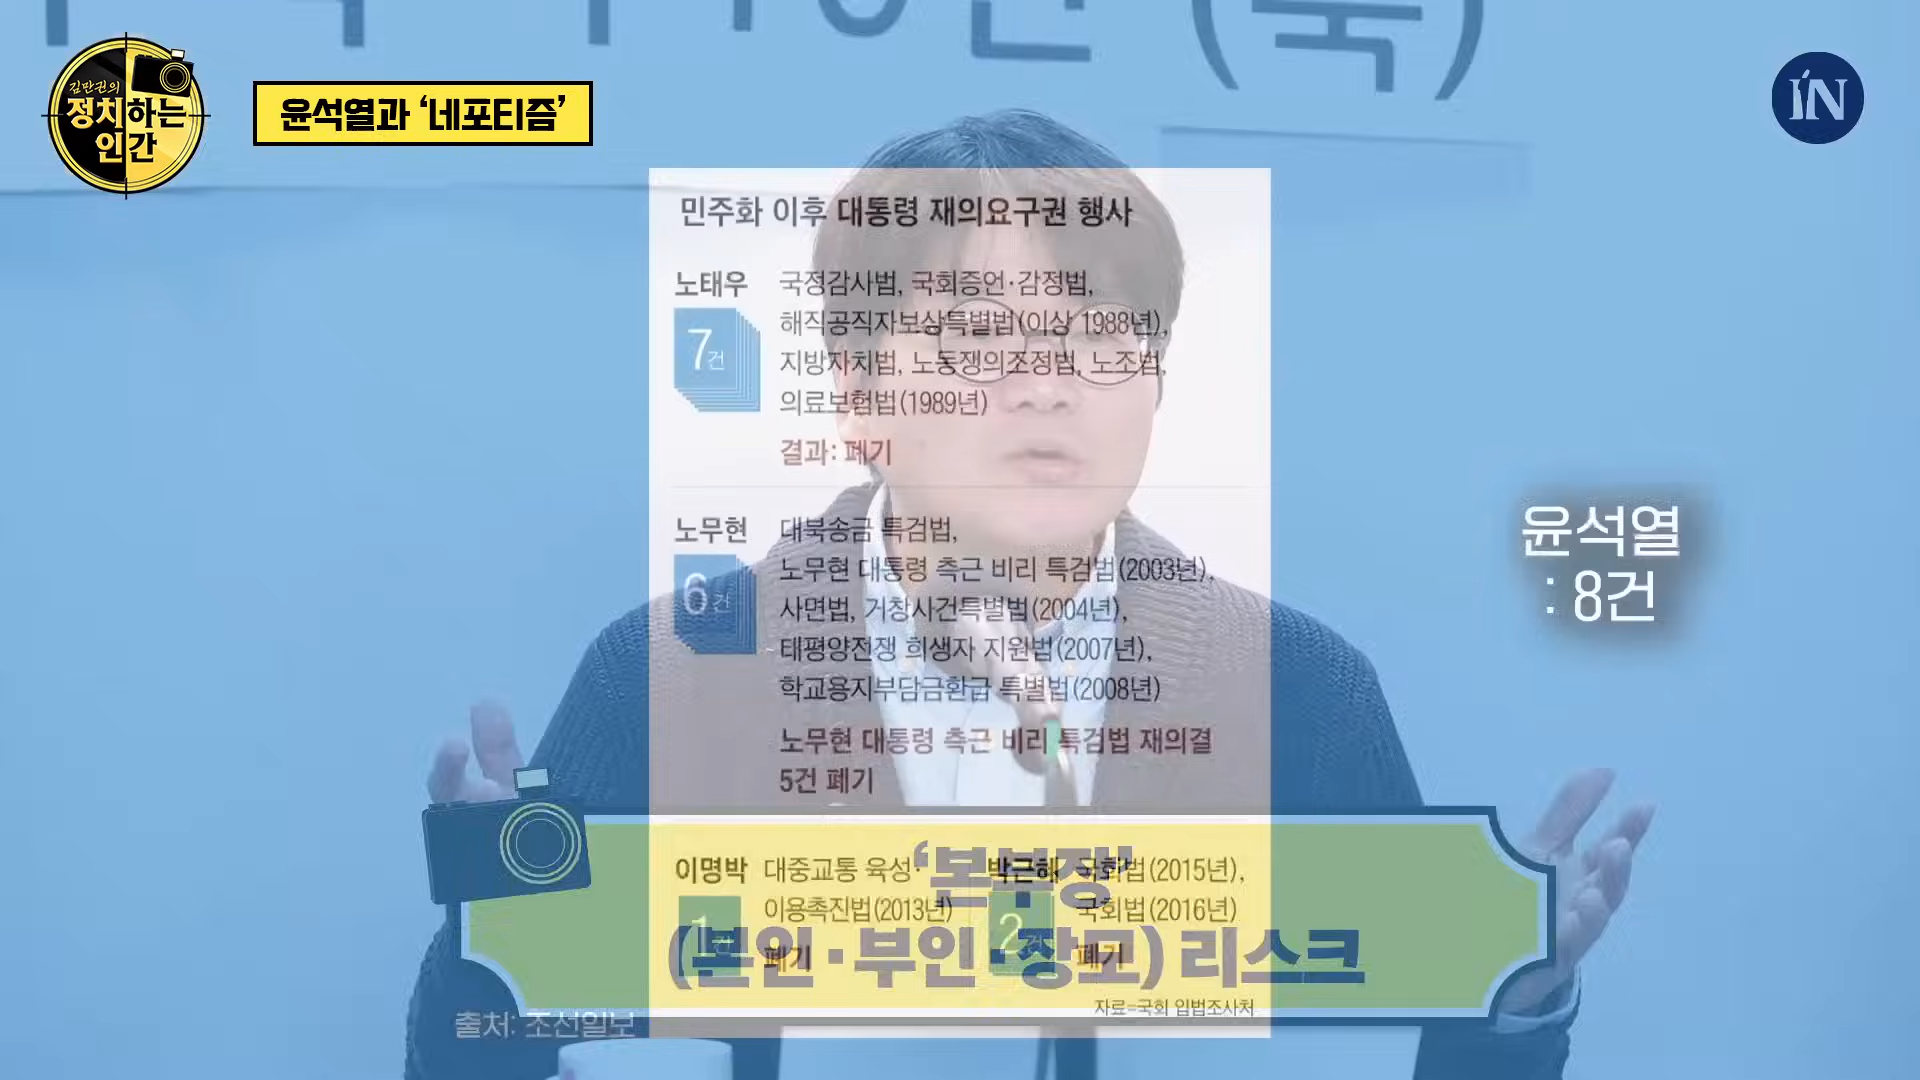 김만권의
정치하는
인간
윤석열과 ‘네포티즘’
iN
민주화 이후 대통령 재의요구권 행사
노태우
7건
국정감사법, 국회증언·감정법,
해직공직자보상특별법(이상 1988년),
지방자치법, 노동쟁의조정법, 노조법,
의료보험법(1989년)
결과: 폐기
노무현
6건
대북송금 특검법,
노무현 대통령 측근 비리 특검법(2003년),
사면법, 거창사건특별법(2004년),
태평양전쟁 희생자 지원법(2007년),
학교용지부담금환급 특별법(2008년)
노무현 대통령 측근 비리 특검법 재의결
5건 폐기
윤석열
: 8건
이명박
1건
대중교통 육성·
이용촉진법(2013년)
폐기
박근혜
2건
국회법(2015년),
국회법(2016년)
폐기
‘본부장’
(본인·부인·장모) 리스크
자료=국회 입법조사처
출처: 조선일보